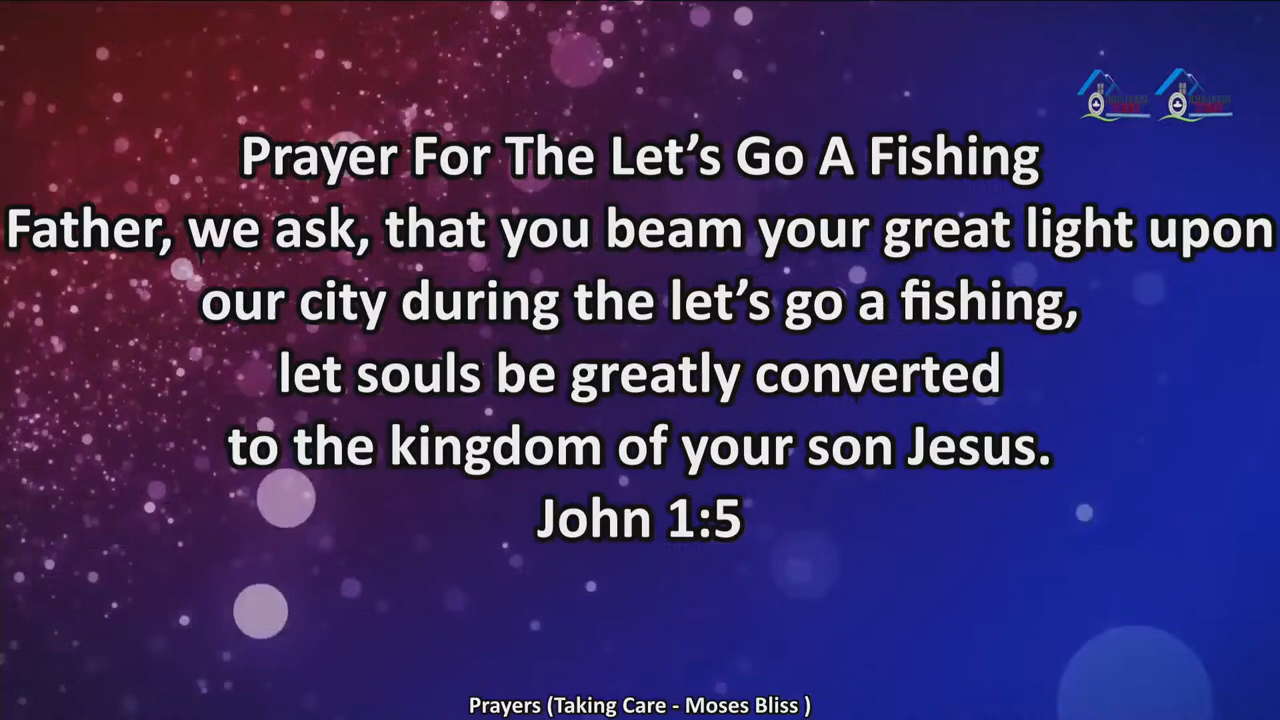 Prayer For The Let’s Go A Fishing
Father, we ask, that you beam your great light upon
our city during the let’s go a fishing,
let souls be greatly converted
to the kingdom of your son Jesus.
John 1:5
Prayers (Taking Care - Moses Bliss )